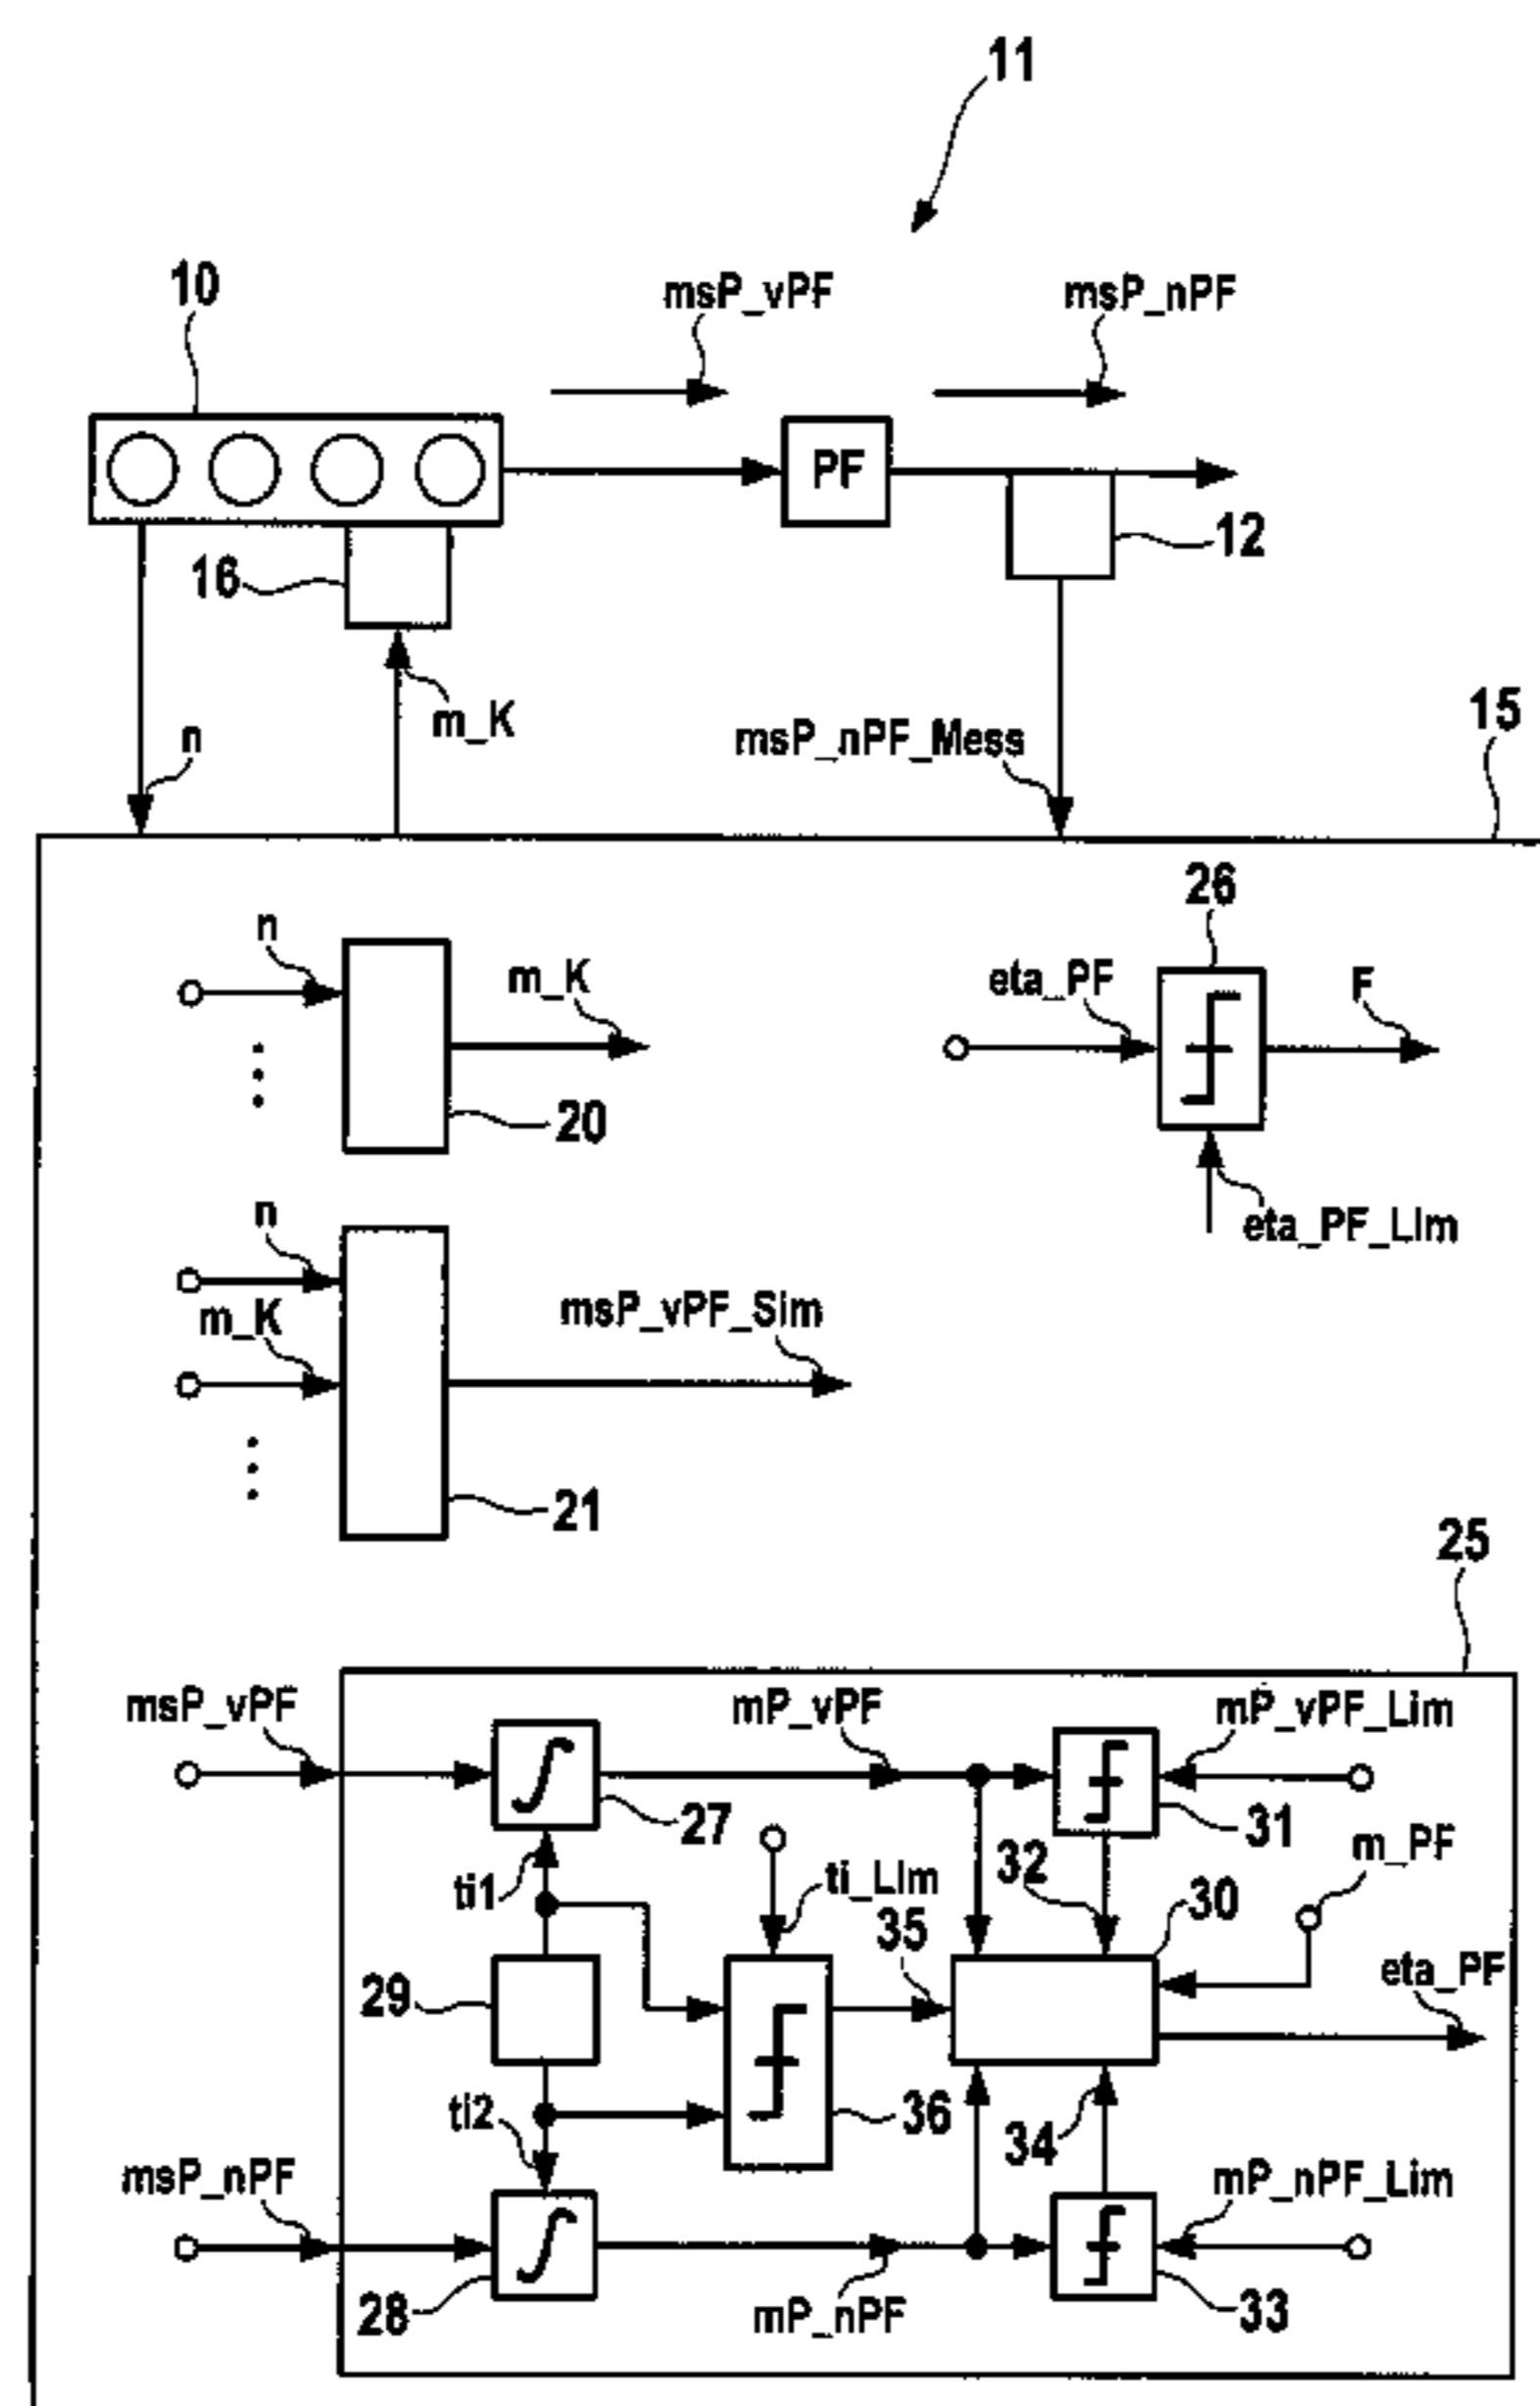 11
10
msP_vPF
msP_nPF
PF
12
16
m_K
n
msP_nPF_Mess
15
26
n
m_K
eta_PF
F
20
eta_PF_Lim
n
m_K
msP_vPF_Sim
21
25
msP_vPF
mP_vPF
mP_vPF_Lim
27
31
ti1
ti_Lim
32
m_PF
35
30
29
eta_PF
ti2
36
34
msP_nPF
mP_nPF_Lim
28
mP_nPF
33